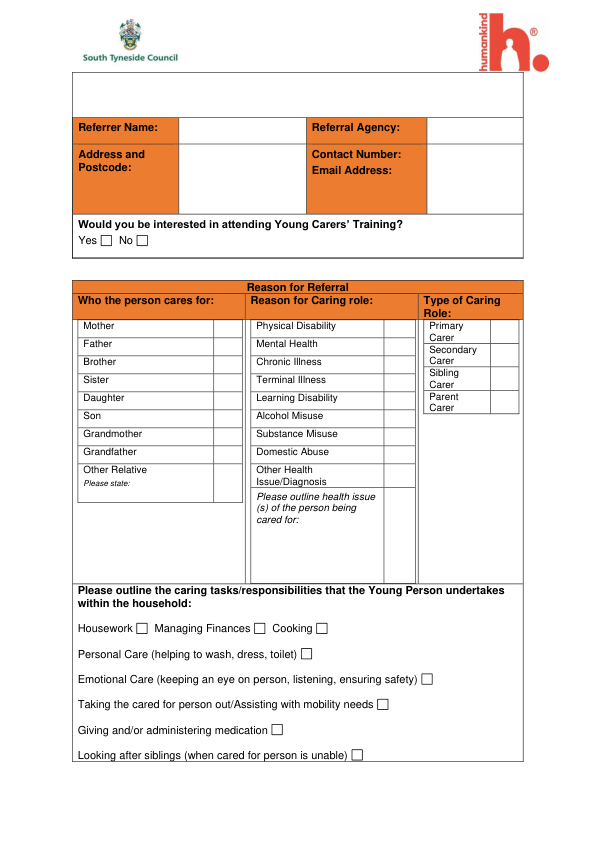 South Tyneside Council
humankind
h.®
Referrer Name:
Referral Agency:
Address and
Postcode:
Contact Number:
Email Address:
Would you be interested in attending Young Carers' Training?
Yes ☐ No ☐
Reason for Referral
Who the person cares for:
Reason for Caring role:
Type of Caring
Role:
Mother
Father
Brother
Sister
Daughter
Son
Grandmother
Grandfather
Other Relative
Please state:
Physical Disability
Mental Health
Chronic Illness
Terminal Illness
Learning Disability
Alcohol Misuse
Substance Misuse
Domestic Abuse
Other Health
Issue/Diagnosis
Please outline health issue
(s) of the person being
cared for:
Primary
Carer
Secondary
Carer
Sibling
Carer
Parent
Carer
Please outline the caring tasks/responsibilities that the Young Person undertakes
within the household:
Housework ☐ Managing Finances ☐ Cooking ☐
Personal Care (helping to wash, dress, toilet) ☐
Emotional Care (keeping an eye on person, listening, ensuring safety) ☐
Taking the cared for person out/Assisting with mobility needs ☐
Giving and/or administering medication ☐
Looking after siblings (when cared for person is unable) ☐